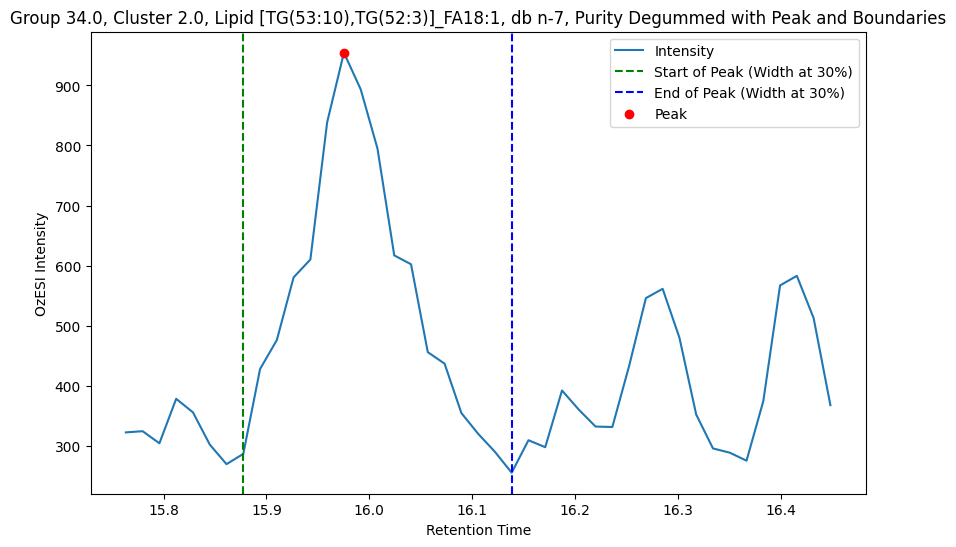 Group 34.0, Cluster 2.0, Lipid [TG(53:10),TG(52:3)]_FA18:1, db n-7, Purity Degummed with Peak and Boundaries
Intensity
Start of Peak (Width at 30%)
End of Peak (Width at 30%)
Peak
OzESI Intensity
900
800
700
600
500
400
300
15.8 15.9 16.0 16.1 16.2 16.3 16.4
Retention Time